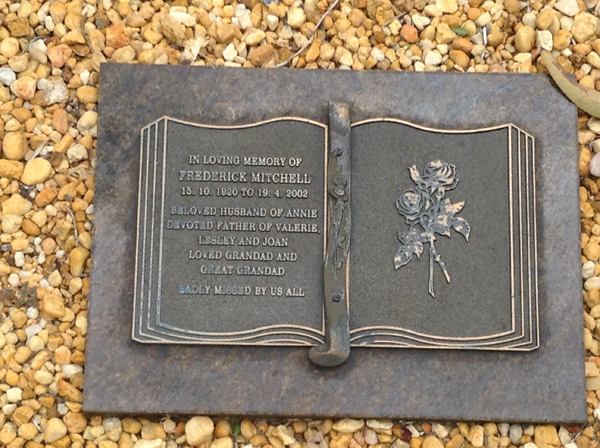 IN LOVING MEMORY OF
FREDERICK MITCHELL
15. 10. 1920 TO 19. 4. 2002
BELOVED HUSBAND OF ANNIE
DEVOTED FATHER OF VALERIE,
LESLEY AND JOAN
LOVED GRANDAD AND
GREAT GRANDAD
SADLY MISSED BY US ALL